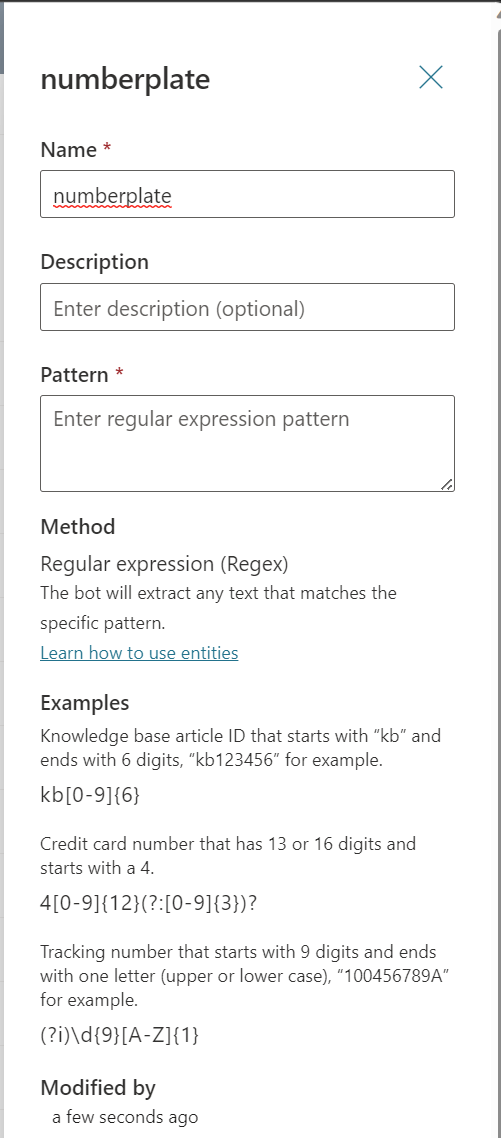 numberplate
Name *
numberplate
Description
Enter description (optional)
Pattern *
Enter regular expression pattern
Method
Regular expression (Regex)
The bot will extract any text that matches the
specific pattern.
Learn how to use entities
Examples
Knowledge base article ID that starts with “kb” and
ends with 6 digits, “kb123456” for example.
kb[0-9]{6}
Credit card number that has 13 or 16 digits and
starts with a 4.
4[0-9]{12}(?:[0-9]{3})?
Tracking number that starts with 9 digits and ends
with one letter (upper or lower case), “100456789A”
for example.
(?i)\d{9}[A-Z]{1}
Modified by
a few seconds ago